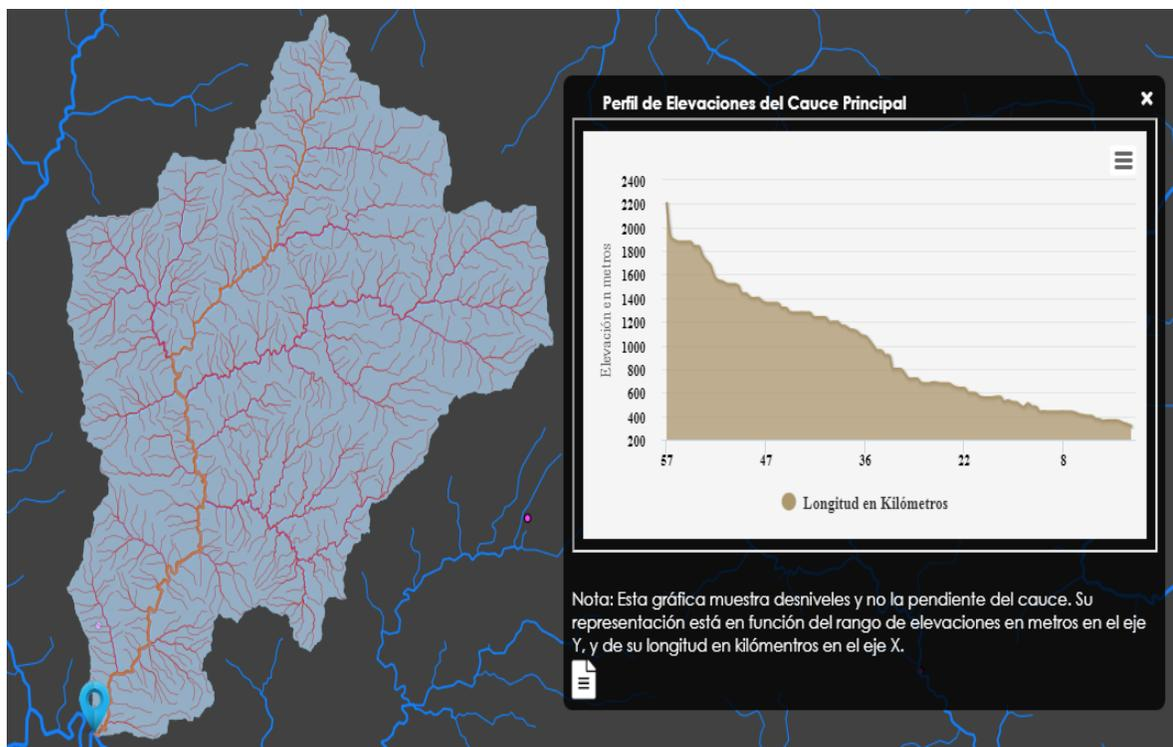 Perfil de Elevaciones del Cauce Principal
x
Elevación en metros
2400
2200
2000
1800
1600
1400
1200
1000
800
600
400
200
57 47 36 22 8
Longitud en Kilómetros
Nota: Esta gráfica muestra desniveles y no la pendiente del cauce. Su
representación está en función del rango de elevaciones en metros en el eje
Y, y de su longitud en kilómentros en el eje X.